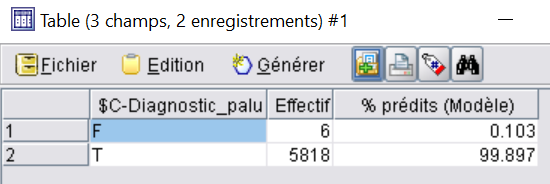 Table (3 champs, 2 enregistrements) #1
Fichier Edition Générer
$C-Diagnostic_palu Effectif % prédits (Modèle)
1 F 6 0.103
2 T 5818 99.897